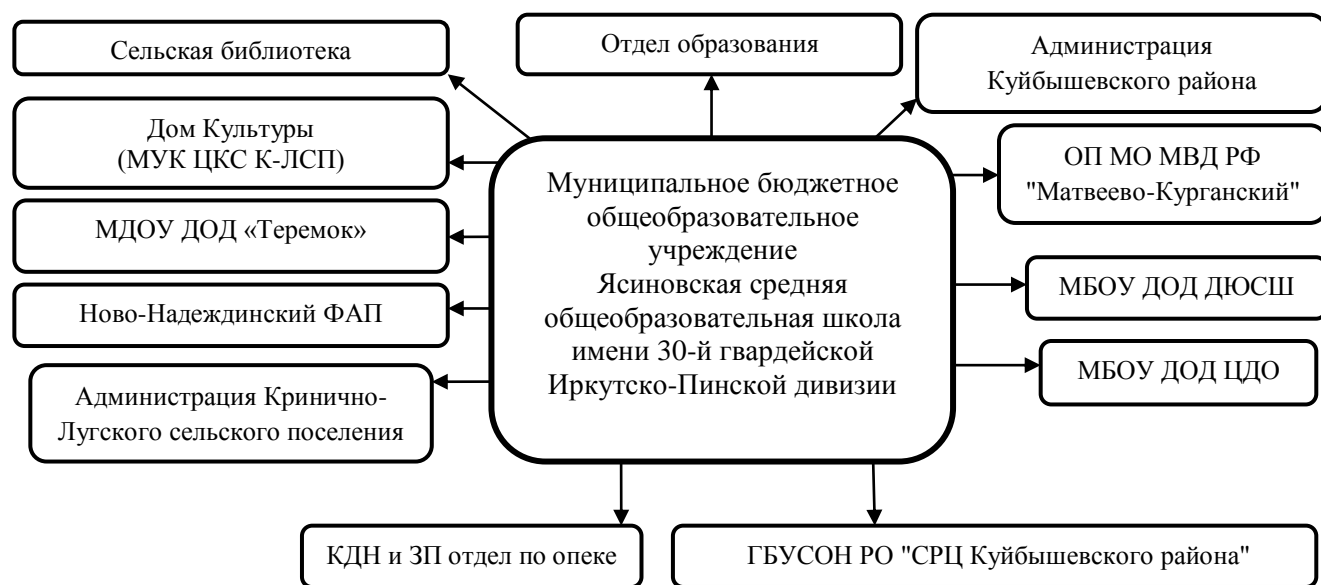 Сельская библиотека
Отдел образования
Администрация
Куйбышевского района
Дом Культуры
(МУК ЦКС К-ЛСП)
ОП МО МВД РФ
"Матвеево-Курганский"
Муниципальное бюджетное
общеобразовательное
учреждение
Ясиновская средняя
общеобразовательная школа
имени 30-й гвардейской
Иркутско-Пинской дивизии
МДОУ ДОД «Теремок»
МБОУ ДОД ДЮСШ
Ново-Надеждинский ФАП
МБОУ ДОД ЦДО
Администрация Кринично-
Лугского сельского поселения
КДН и ЗП отдел по опеке
ГБУСОН РО "СРЦ Куйбышевского района"